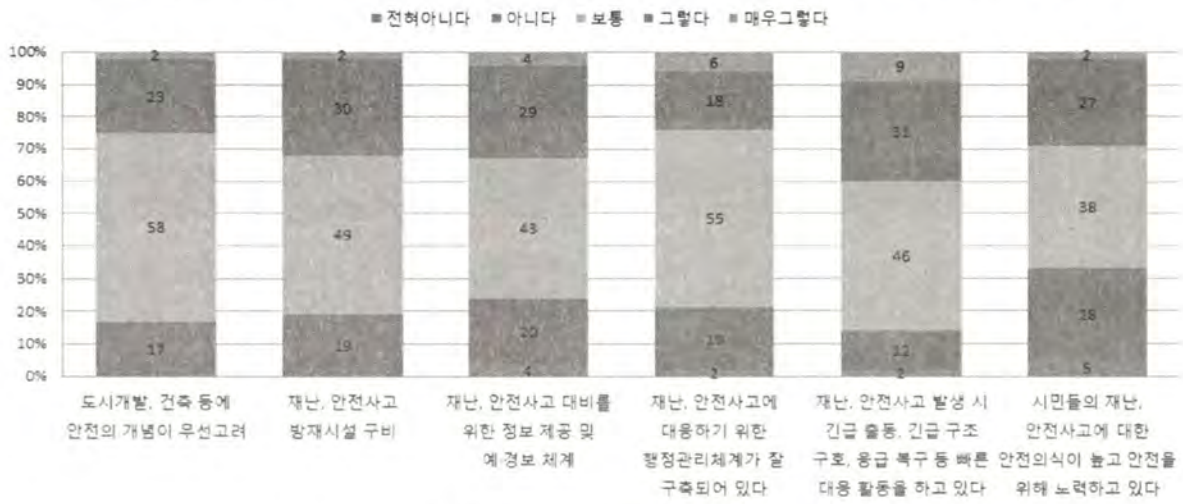 ■ 전혀아니다 ■ 아니다 ■ 보통 ■ 그렇다 ■ 매우그렇다
100%
90%
80%
70%
60%
50%
40%
30%
20%
10%
0%
2 2 4 6 9 2
23 30 29 18 31 27
58 49 43 55 46 38
17 19 20 19 12 28
4 2 2 5
도시개발, 건축 등에
안전의 개념이 우선고려
재난, 안전사고
방재시설 구비
재난, 안전사고 대비를
위한 정보 제공 및
예·경보 체계
재난, 안전사고에
대응하기 위한
행정관리체계가 잘
구축되어 있다
재난, 안전사고 발생 시
긴급 출동, 긴급 구조
구호, 응급 복구 등 빠른
대응 활동을 하고 있다
시민들의 재난,
안전사고에 대한
안전의식이 높고 안전을
위해 노력하고 있다